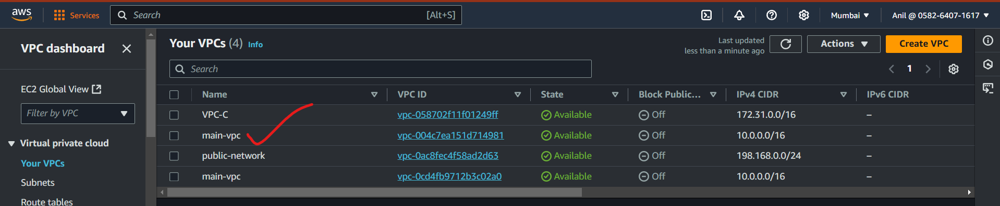 aws Services Search [Alt+S] Mumbai Anil @ 0582-6407-1617
VPC dashboard
EC2 Global View
Filter by VPC
Virtual private cloud
Your VPCs
Subnets
Route tables
Your VPCs (4) Info
Last updated
less than a minute ago
Actions
Create VPC
Search
1
Name VPC ID State Block Public... IPv4 CIDR IPv6 CIDR
VPC-C vpc-058702f11f01249ff Available Off 172.31.0.0/16 –
main-vpc vpc-004c7ea151d714981 Available Off 10.0.0.0/16 –
public-network vpc-0ac8fec4f58ad2d63 Available Off 198.168.0.0/24 –
main-vpc vpc-0cd4fb9712b3c02a0 Available Off 10.0.0.0/16 –